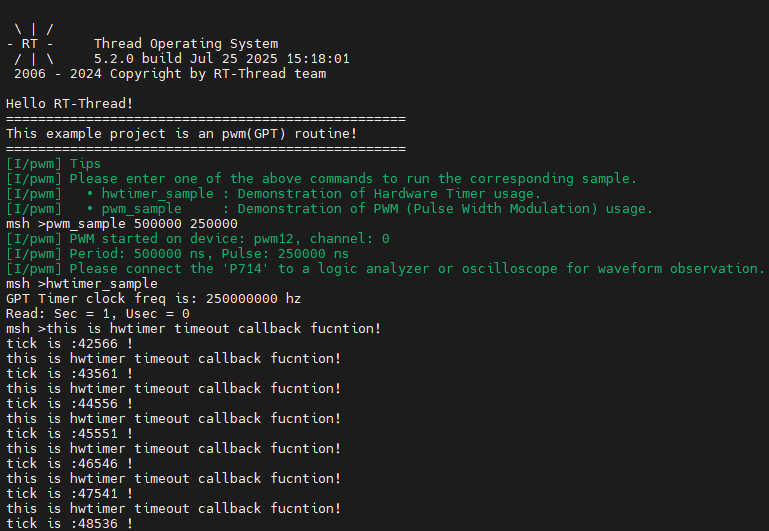 \ | /
- RT -     Thread Operating System
 / | \     5.2.0 build Jul 25 2025 15:18:01
 2006 - 2024 Copyright by RT-Thread team

Hello RT-Thread!
==================================================
This example project is an pwm(GPT) routine!
==================================================
[I/pwm] Tips
[I/pwm] Please enter one of the above commands to run the corresponding sample.
[I/pwm]   • hwtimer_sample : Demonstration of Hardware Timer usage.
[I/pwm]   • pwm_sample     : Demonstration of PWM (Pulse Width Modulation) usage.
msh >pwm_sample 500000 250000
[I/pwm] PWM started on device: pwm12, channel: 0
[I/pwm] Period: 500000 ns, Pulse: 250000 ns
[I/pwm] Please connect the 'P714' to a logic analyzer or oscilloscope for waveform observation.
msh >hwtimer_sample
GPT Timer clock freq is: 250000000 hz
Read: Sec = 1, Usec = 0
msh >this is hwtimer timeout callback fucntion!
tick is :42566 !
this is hwtimer timeout callback fucntion!
tick is :43561 !
this is hwtimer timeout callback fucntion!
tick is :44556 !
this is hwtimer timeout callback fucntion!
tick is :45551 !
this is hwtimer timeout callback fucntion!
tick is :46546 !
this is hwtimer timeout callback fucntion!
tick is :47541 !
this is hwtimer timeout callback fucntion!
tick is :48536 !